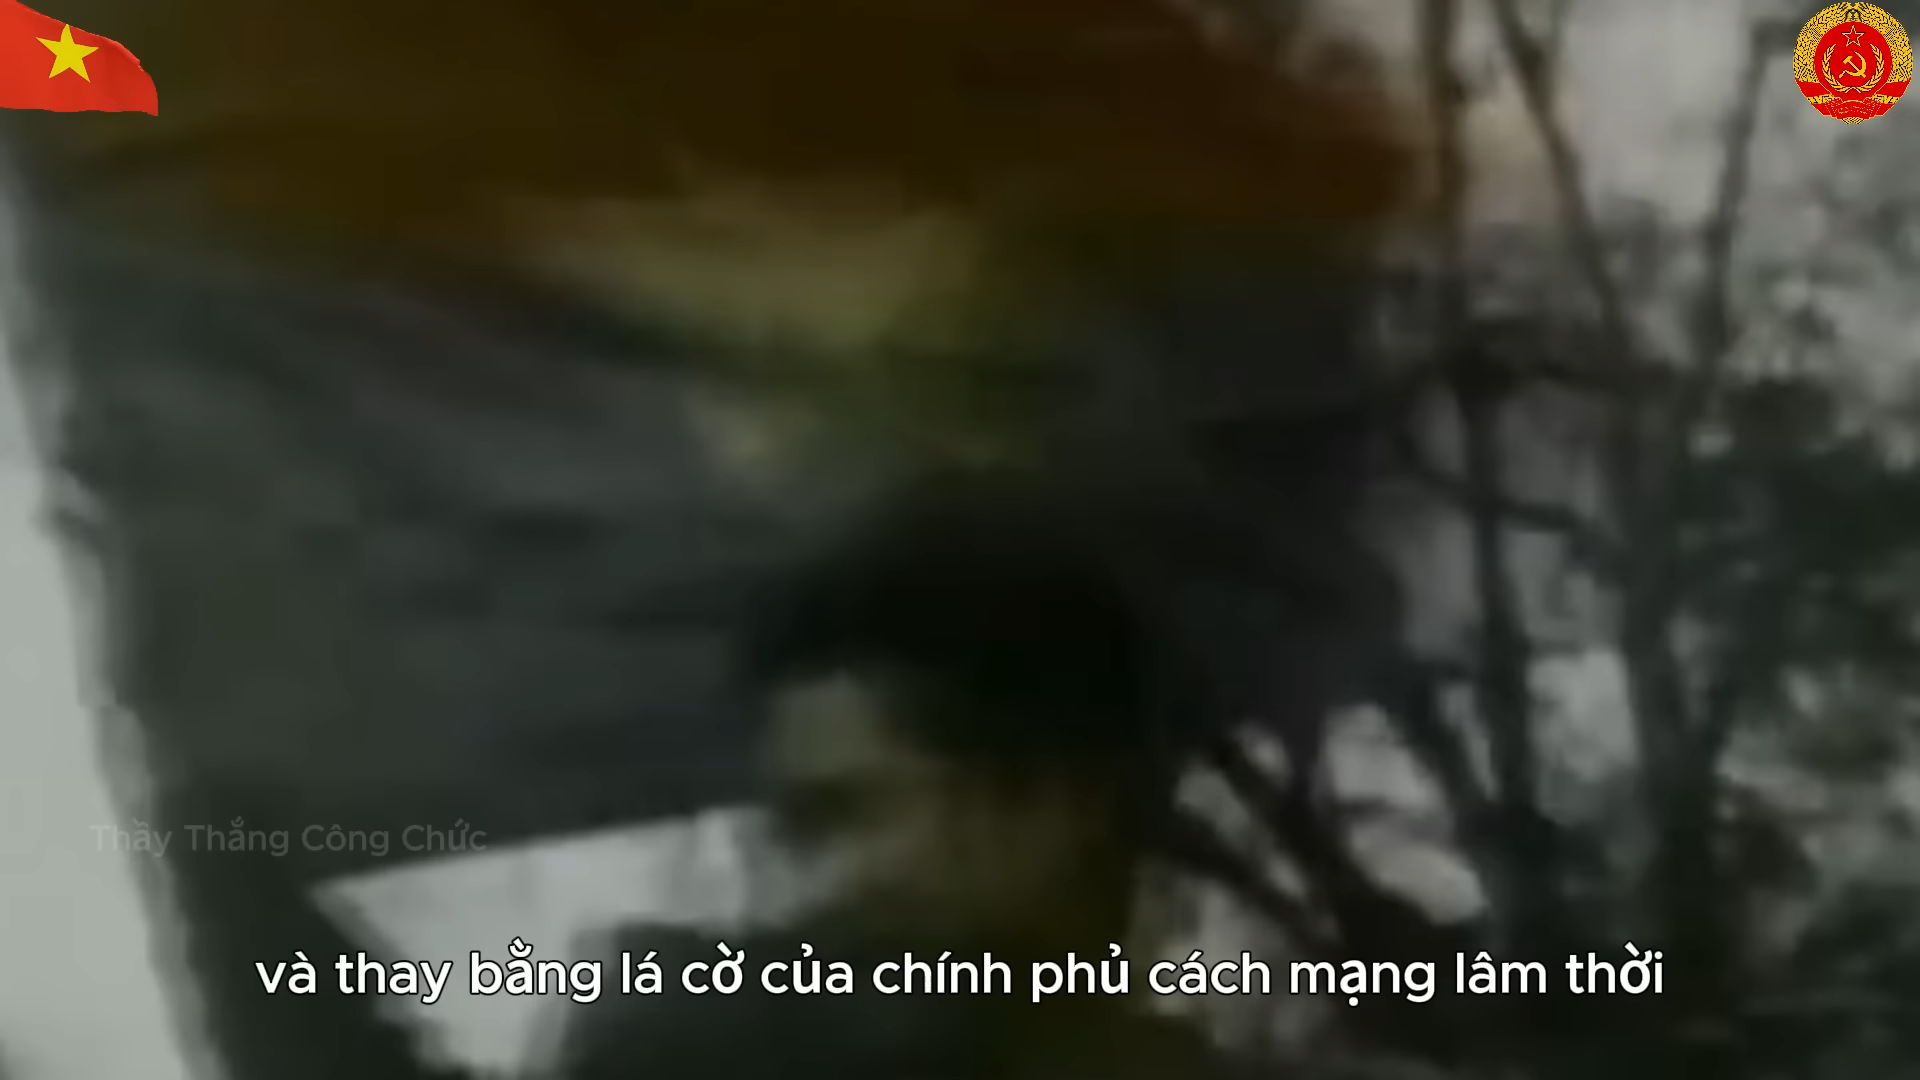 Thầy Thắng Công Chức
và thay bằng lá cờ của chính phủ cách mạng lâm thời